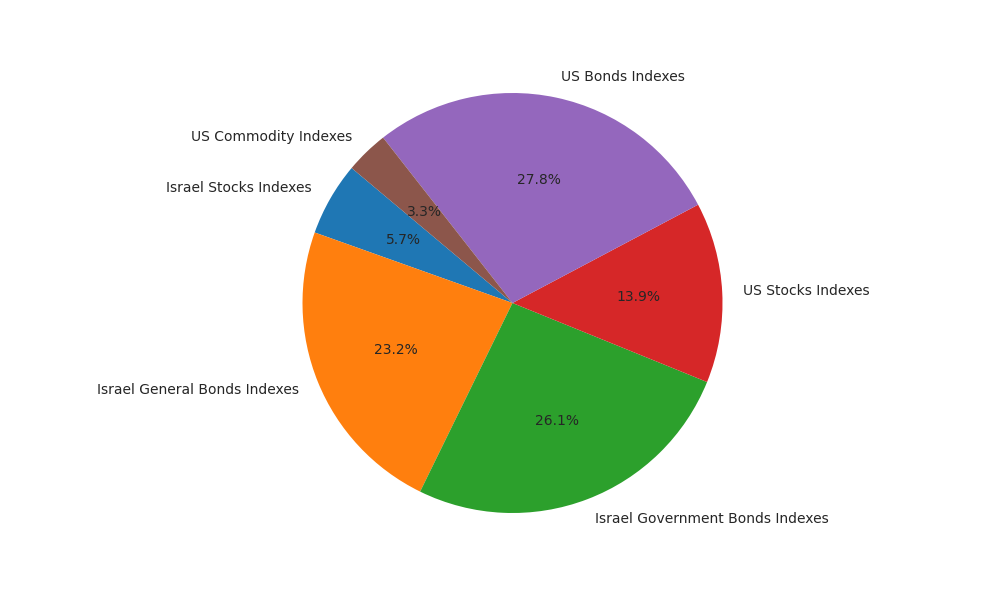 US Bonds Indexes
US Commodity Indexes
27.8%
Israel Stocks Indexes
3.3%
5.7%
US Stocks Indexes
13.9%
23.2%
Israel General Bonds Indexes
26.1%
Israel Government Bonds Indexes